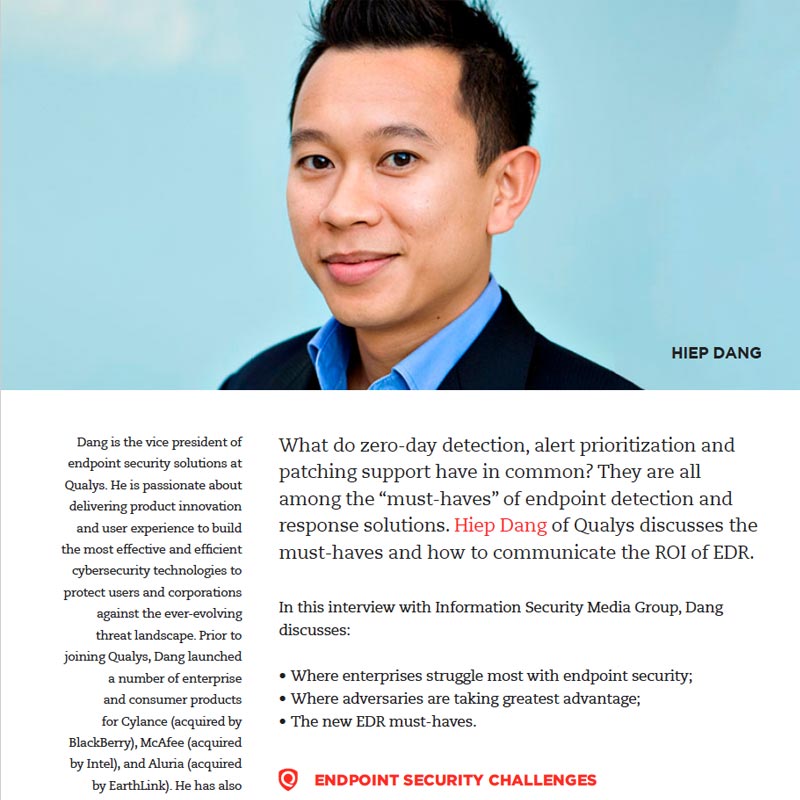 HIEP DANG
Dang is the vice president of
endpoint security solutions at
Qualys. He is passionate about
delivering product innovation
and user experience to build
the most effective and efficient
cybersecurity technologies to
protect users and corporations
against the ever-evolving
threat landscape. Prior to
joining Qualys, Dang launched
a number of enterprise
and consumer products
for Cylance (acquired by
BlackBerry), McAfee (acquired
by Intel), and Aluria (acquired
by EarthLink). He has also
What do zero-day detection, alert prioritization and
patching support have in common? They are all
among the “must-haves” of endpoint detection and
response solutions. Hiep Dang of Qualys discusses the
must-haves and how to communicate the ROI of EDR.
In this interview with Information Security Media Group, Dang
discusses:
• Where enterprises struggle most with endpoint security;
• Where adversaries are taking greatest advantage;
• The new EDR must-haves.
ENDPOINT SECURITY CHALLENGES